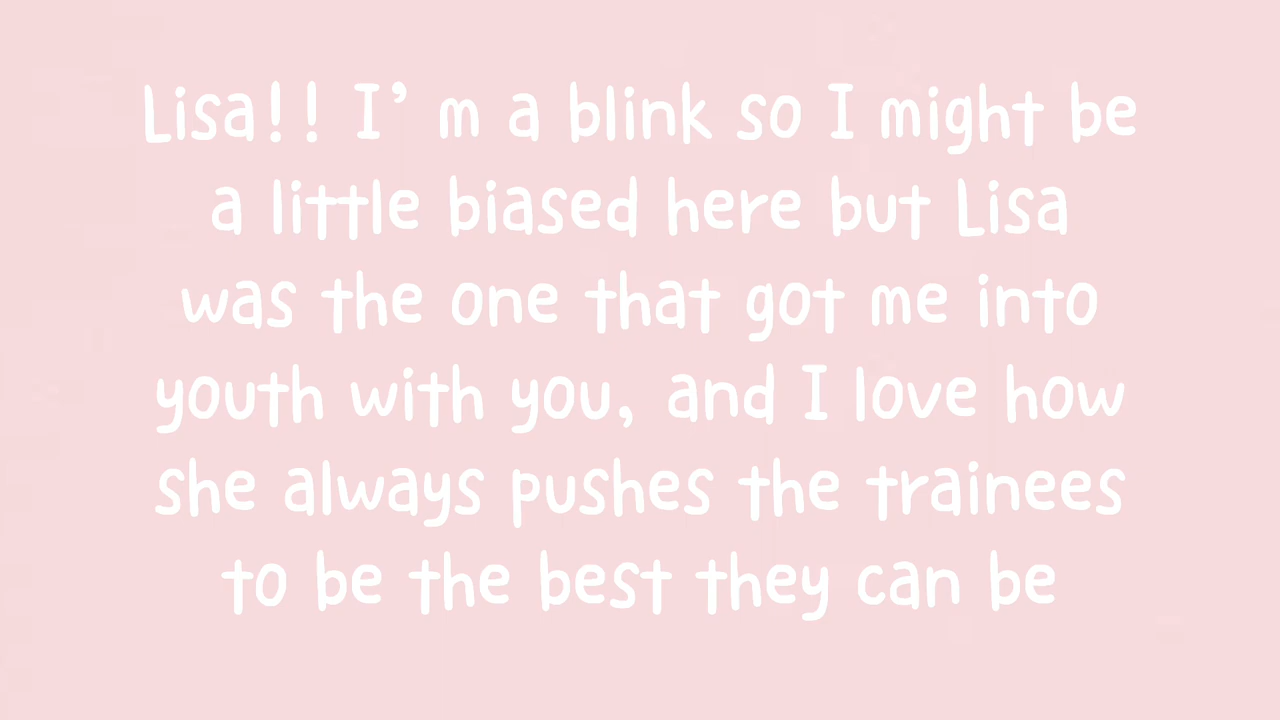 Lisa!! I'm a blink so I might be
a little biased here but Lisa
was the one that got me into
youth with you, and I love how
she always pushes the trainees
to be the best they can be